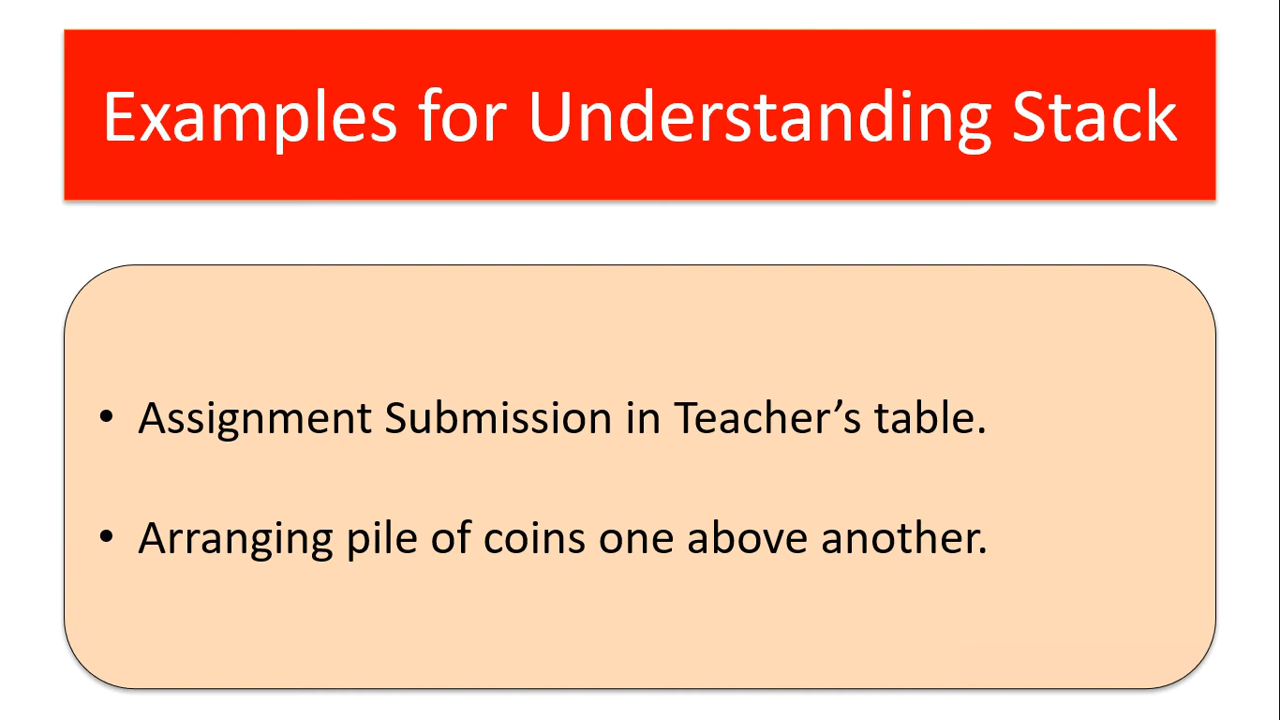 Examples for Understanding Stack
• Assignment Submission in Teacher’s table.
• Arranging pile of coins one above another.